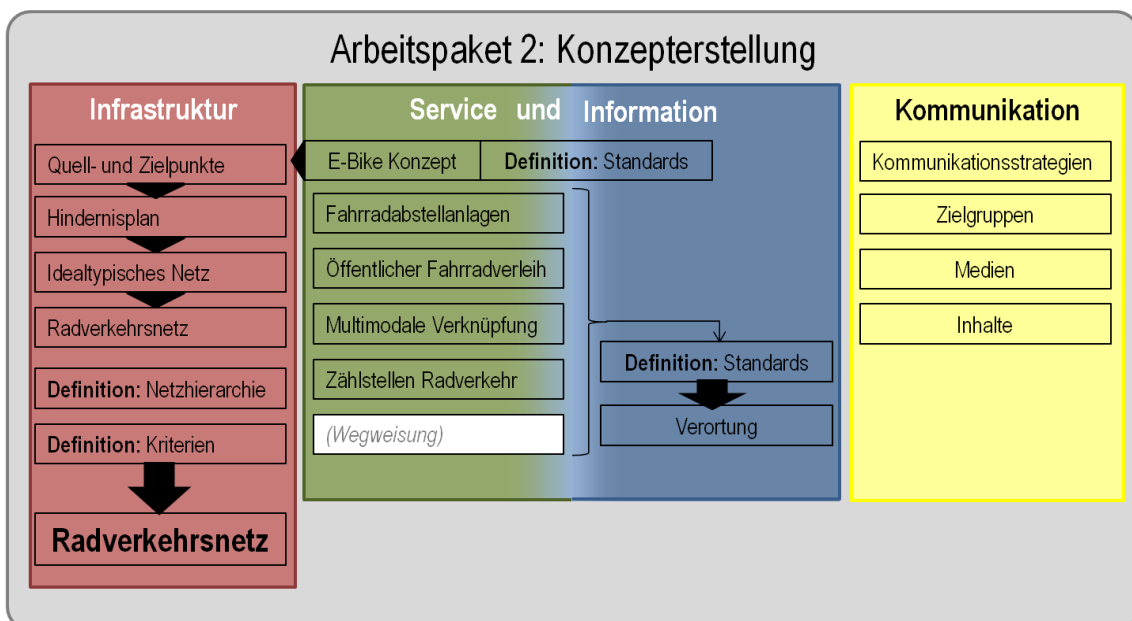 Arbeitspaket 2: Konzepterstellung
Infrastruktur
Quell- und Zielpunkte
Hindernisplan
Idealtypisches Netz
Radverkehrsnetz
Definition: Netzhierarchie
Definition: Kriterien
Radverkehrsnetz
Service und Information
E-Bike Konzept
Definition: Standards
Fahrradabstellanlagen
Öffentlicher Fahrradverleih
Multimodale Verknüpfung
Zählstellen Radverkehr
(Wegweisung)
Definition: Standards
Verortung
Kommunikation
Kommunikationsstrategien
Zielgruppen
Medien
Inhalte